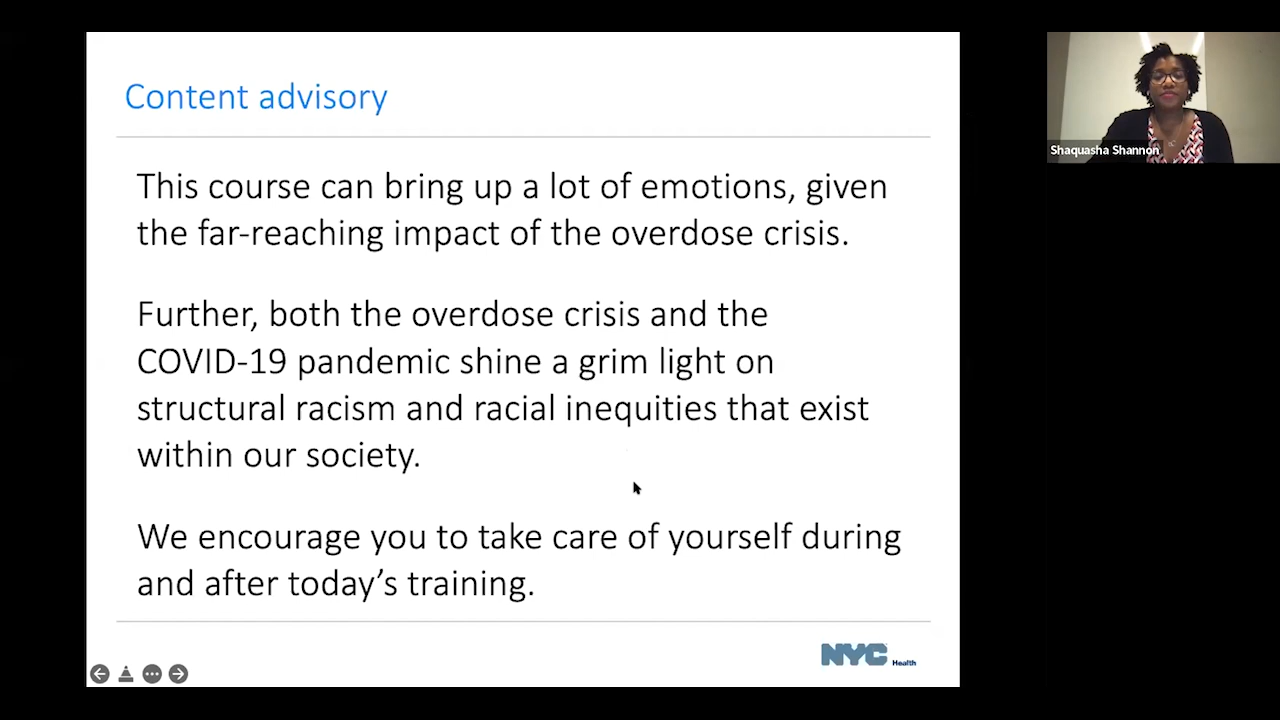 Content advisory
This course can bring up a lot of emotions, given
the far-reaching impact of the overdose crisis.
Further, both the overdose crisis and the
COVID-19 pandemic shine a grim light on
structural racism and racial inequities that exist
within our society.
We encourage you to take care of yourself during
and after today’s training.
NYC Health
Shaquasha Shannon